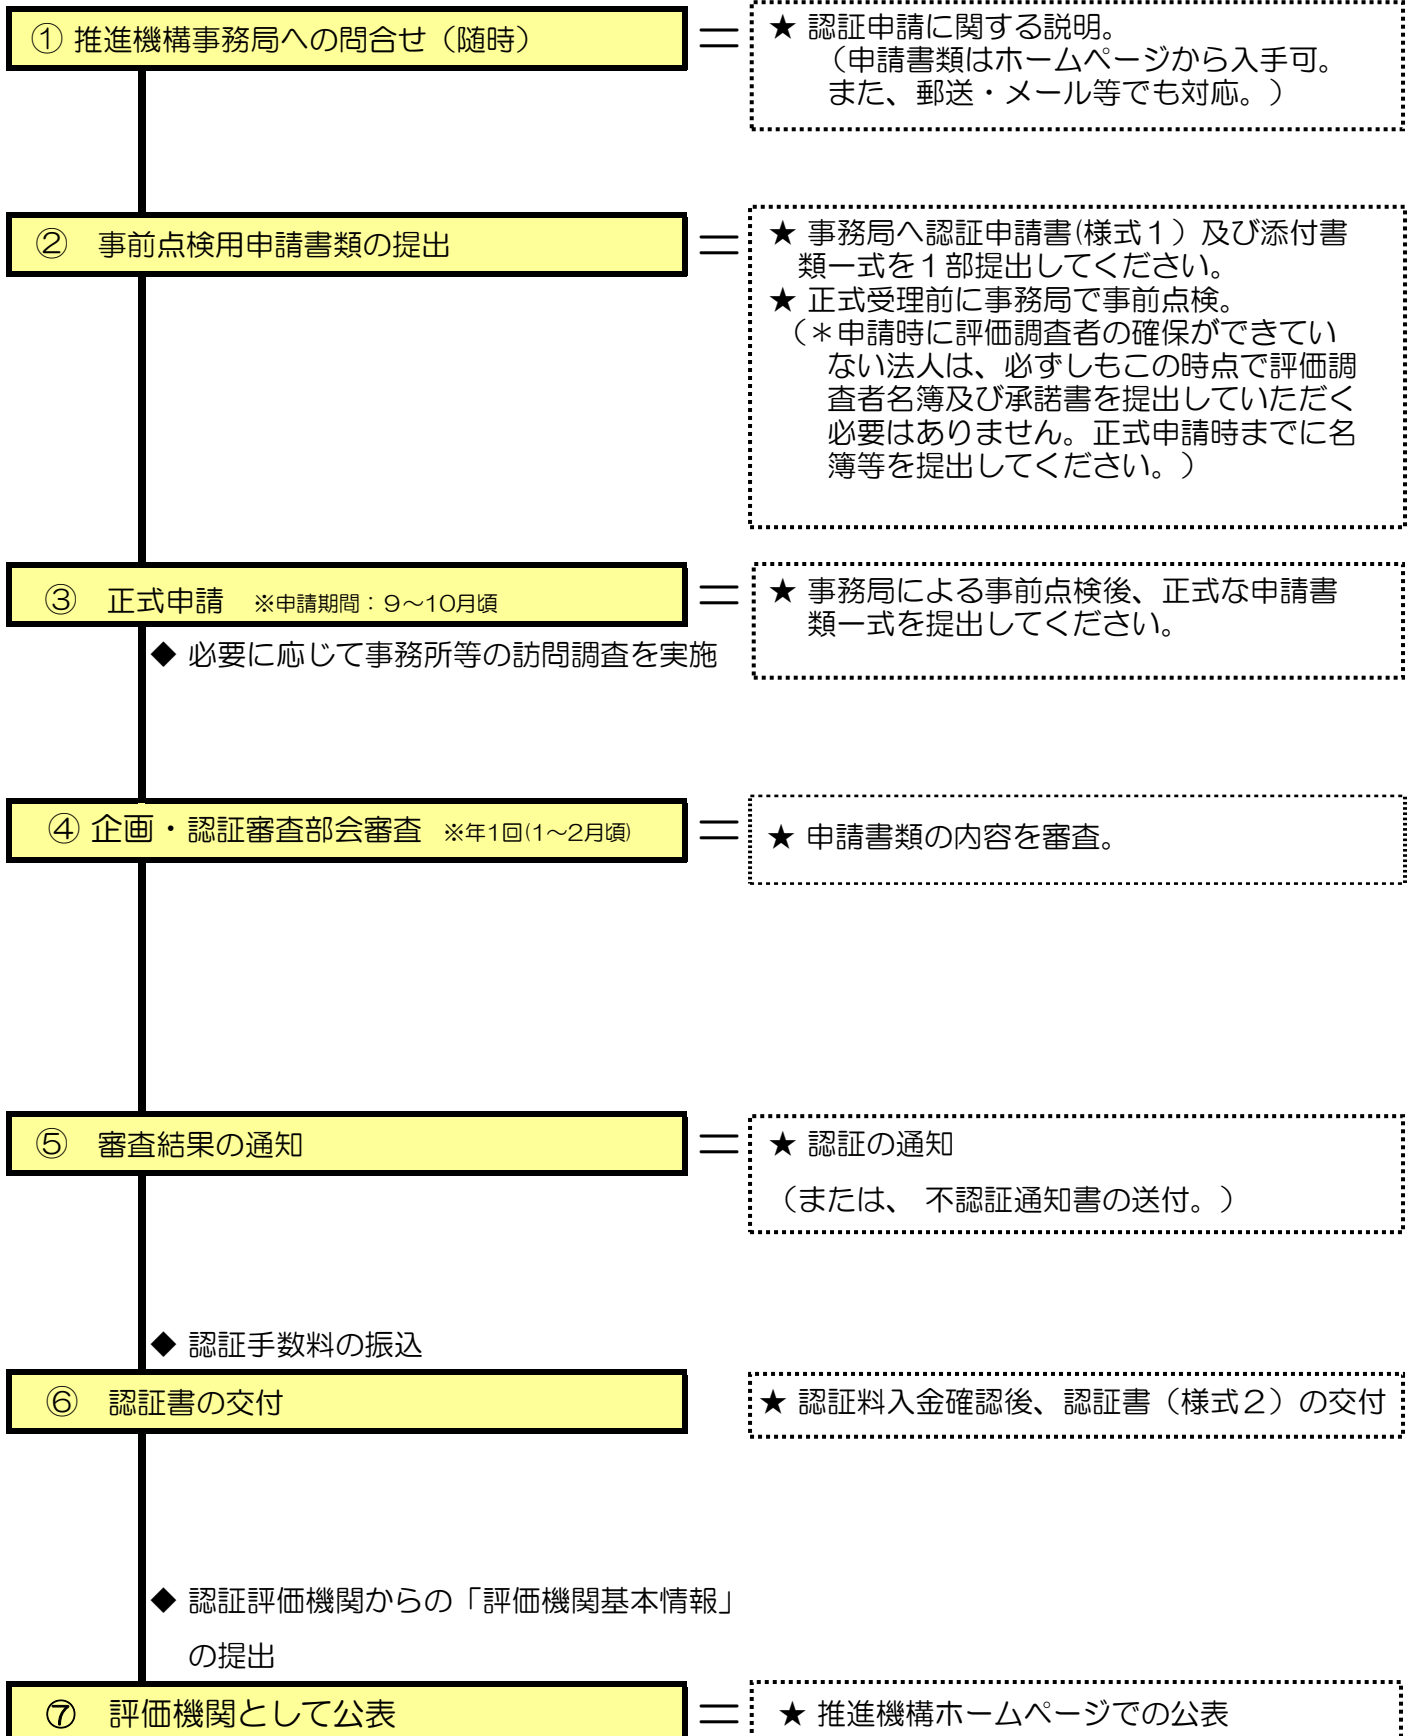 ① 推進機構事務局への問合せ（随時）
＝
★ 認証申請に関する説明。
（申請書類はホームページから入手可。
また、郵送・メール等でも対応。）
② 事前点検用申請書類の提出
＝
★ 事務局へ認証申請書(様式１）及び添付書
類一式を１部提出してください。
★ 正式受理前に事務局で事前点検。
（＊申請時に評価調査者の確保ができてい
ない法人は、必ずしもこの時点で評価調
査者名簿及び承諾書を提出していただく
必要はありません。正式申請時までに名
簿等を提出してください。）
③ 正式申請 ※申請期間：９～10月頃
＝
★ 事務局による事前点検後、正式な申請書
類一式を提出してください。
◆ 必要に応じて事務所等の訪問調査を実施
④ 企画・認証審査部会審査 ※年1回(1～2月頃)
＝
★ 申請書類の内容を審査。
⑤ 審査結果の通知
＝
★ 認証の通知
（または、 不認証通知書の送付。）
◆ 認証手数料の振込
⑥ 認証書の交付
★ 認証料入金確認後、認証書（様式２）の交付
◆ 認証評価機関からの「評価機関基本情報」
の提出
⑦ 評価機関として公表
＝
★ 推進機構ホームページでの公表